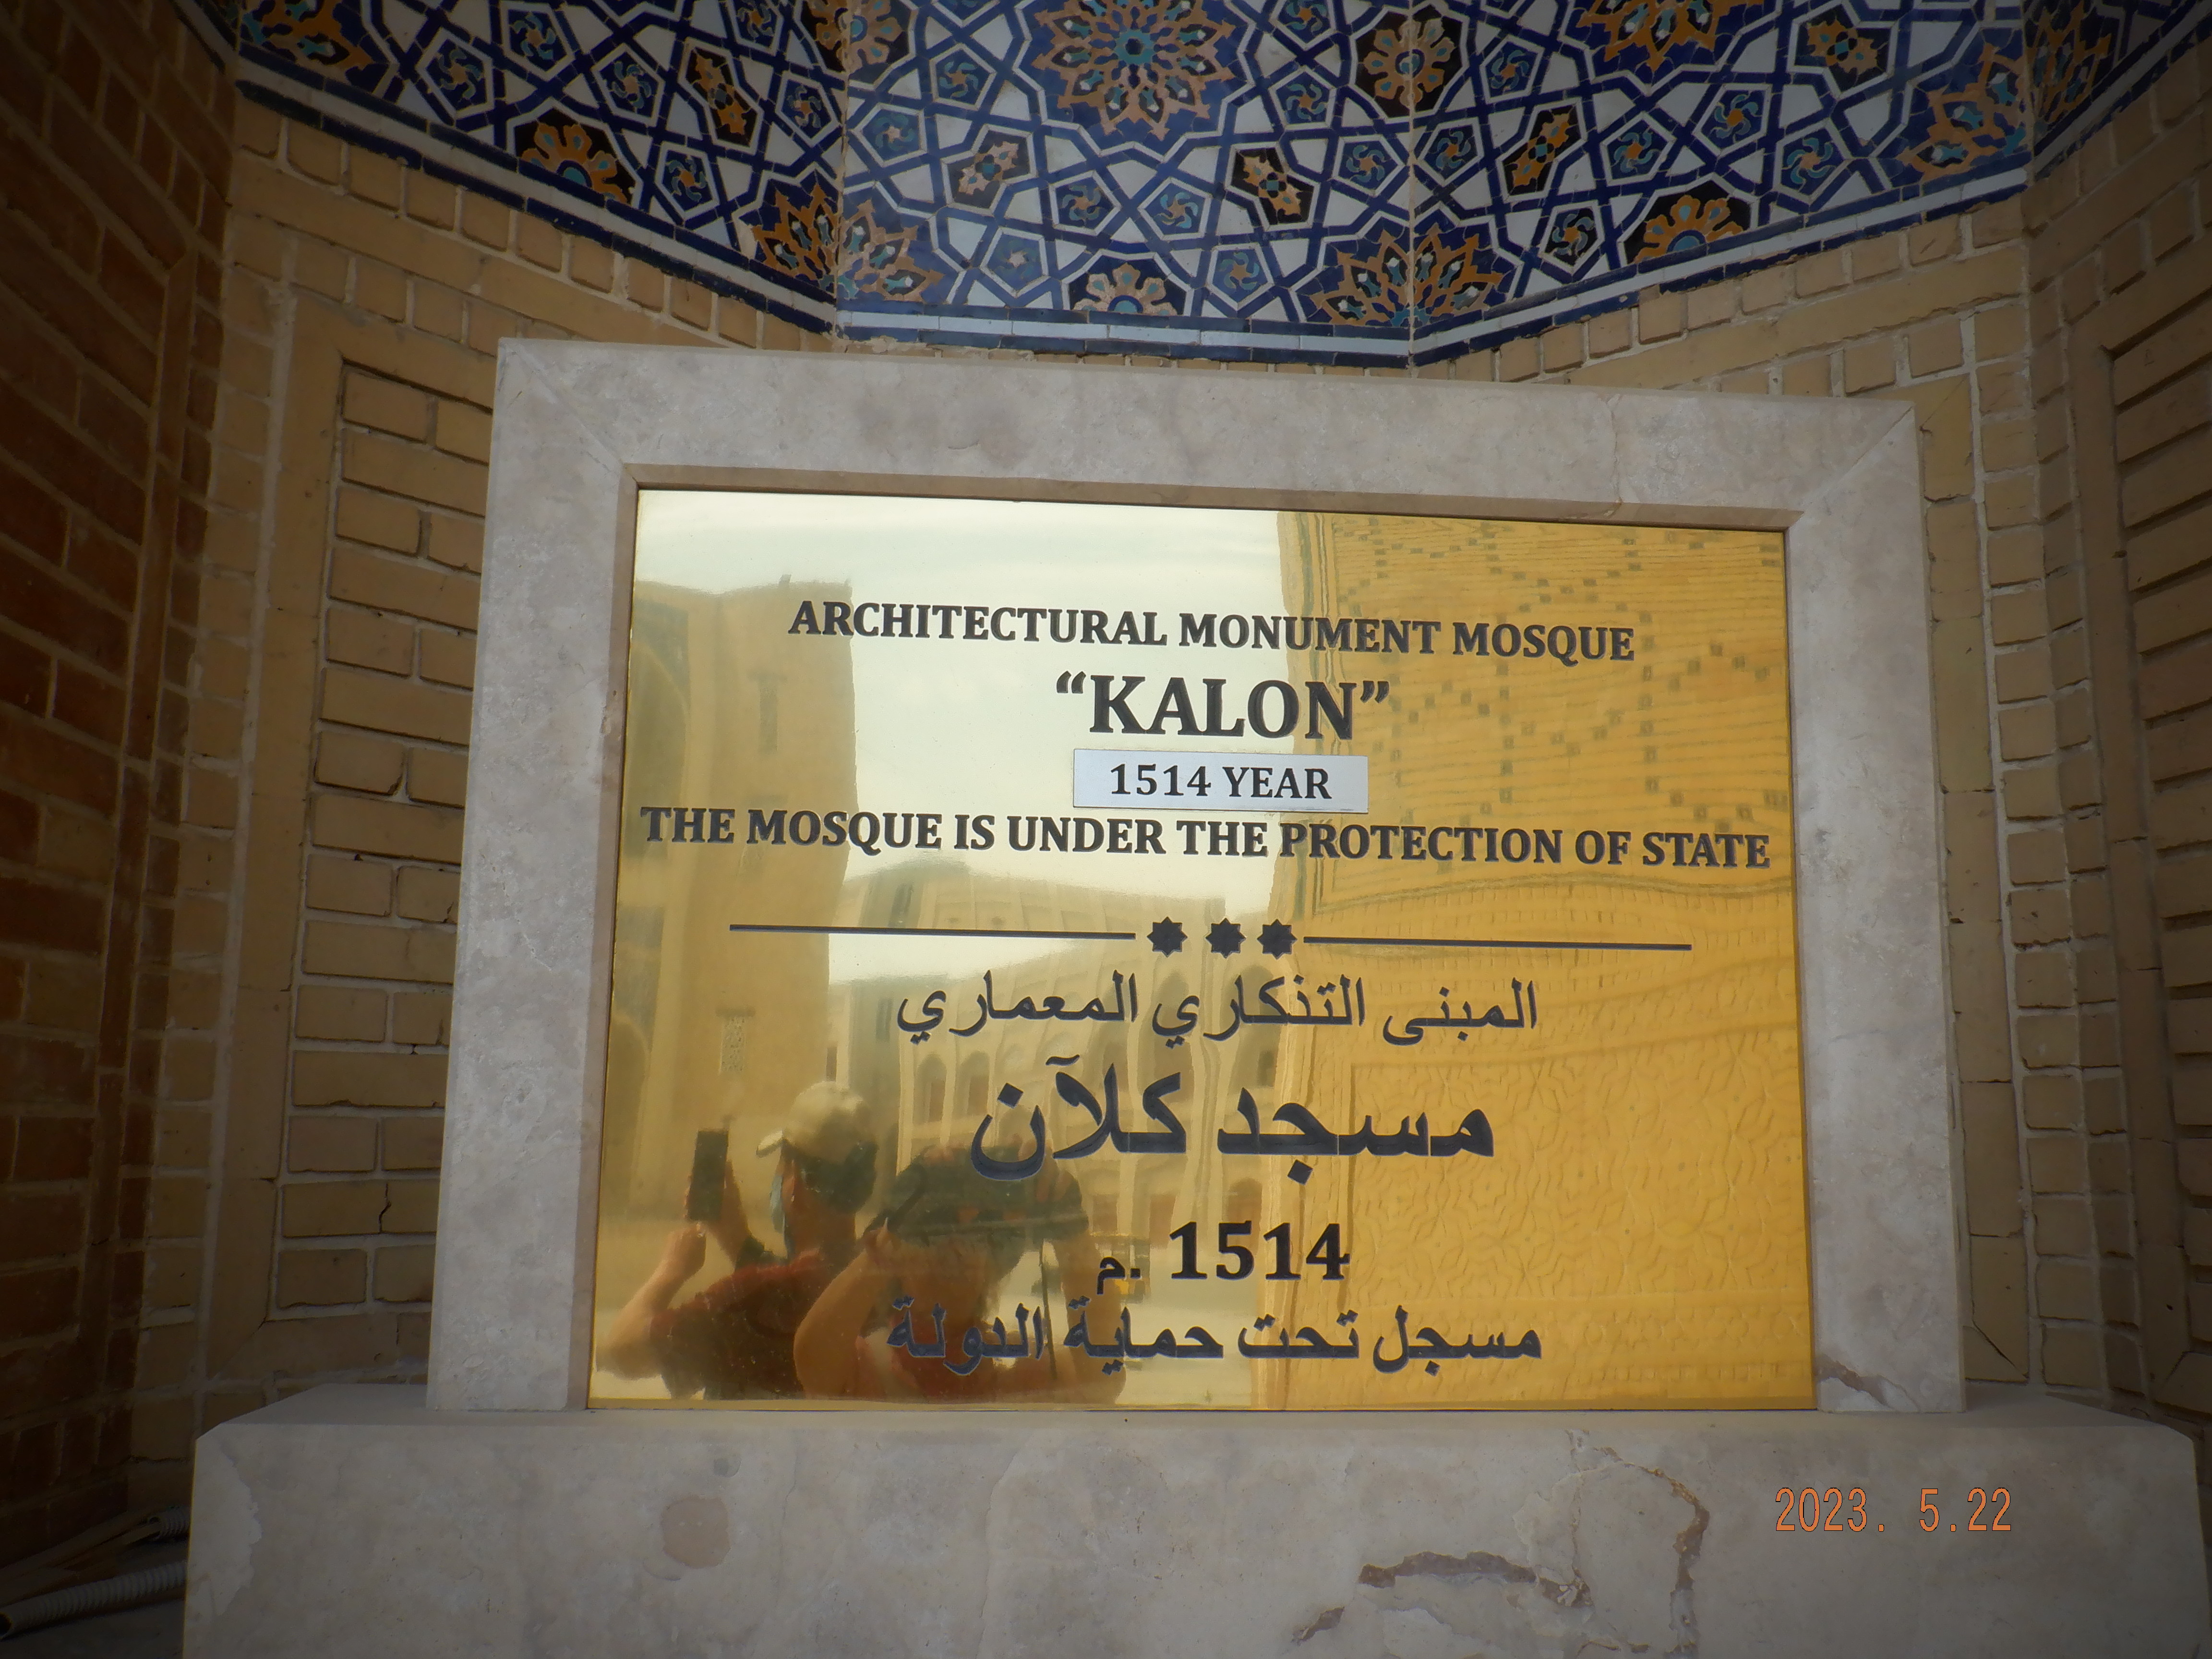 ARCHITECTURAL MONUMENT MOSQUE
“KALON”
1514 YEAR
THE MOSQUE IS UNDER THE PROTECTION OF STATE
المبنى التذكاري المعماري
مسجد كلآن
1514 م.
مسجل تحت حماية الدولة
2023. 5.22